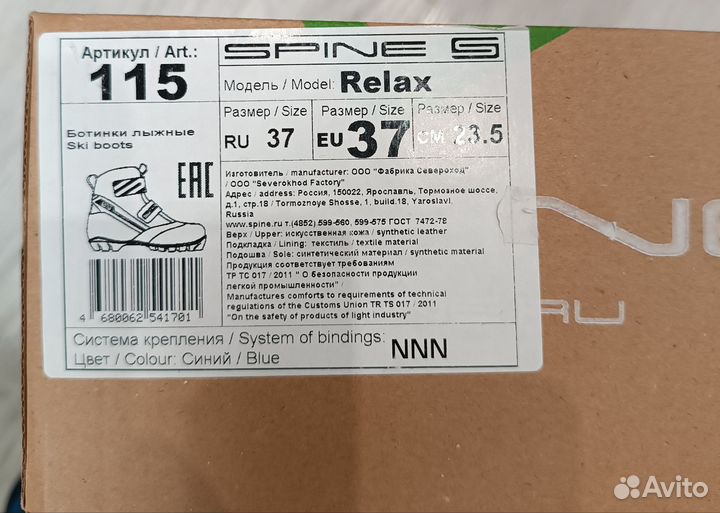 Артикул / Art.:
115
SPINE S
Модель / Model: Relax
Размер / Size
RU 37
Размер / Size
EU 37
Размер / Size
CM 23.5
Ботинки лыжные
Ski boots
EAC
Изготовитель / manufacturer: ООО "Фабрика Североход"
/ ООО "Severokhod Factory"
Адрес / address: Россия, 150022, Ярославль, Тормозное шоссе,
д.1, стр.18 / Tormoznoye Shosse, 1, build.18, Yaroslavl,
Russia
www.spine.ru т.(4852) 599-560, 599-575 ГОСТ 7472-78
Верх / Upper: искусственная кожа / synthetic leather
Подкладка / Lining: текстиль / textile material
Подошва / Sole: синтетический материал / synthetic material
Продукция соответствует требованиям
ТР ТС 017 / 2011 " О безопасности продукции
легкой промышленности" /
Manufactures comforts to requirements of technical
regulations of the Customs Union TR TS 017 / 2011
"On the safety of products of light industry"
4 680062 541701
Система крепления / System of bindings: NNN
Цвет / Colour: Синий / Blue
RU
Avito